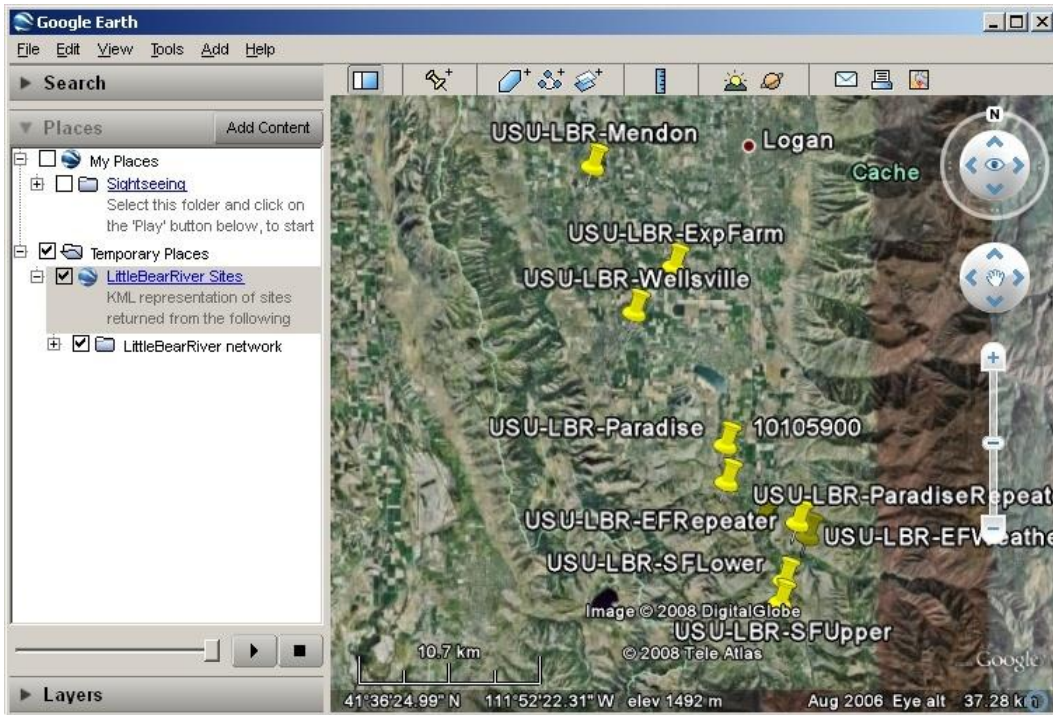 Google Earth
File Edit View Tools Add Help
Search
Places
Add Content
My Places
Sightseeing
Select this folder and click on
the 'Play' button below, to start
Temporary Places
LittleBearRiver Sites
KML representation of sites
returned from the following
LittleBearRiver network
Layers
USU-LBR-Mendon
Logan
Cache
N
USU-LBR-ExpFarm
USU-LBR-Wellsville
USU-LBR-Paradise
10105900
USU-LBR-ParadiseRepeat
USU-LBR-EFRepeater
USU-LBR-EFWeathe
USU-LBR-SFLower
Image © 2008 DigitalGlobe
USU-LBR-SFUpper
10.7 km
© 2008 Tele Atlas
Google
41°36'24.99" N 111°52'22.31" W elev 1492 m Aug 2006 Eye alt 37.28 km